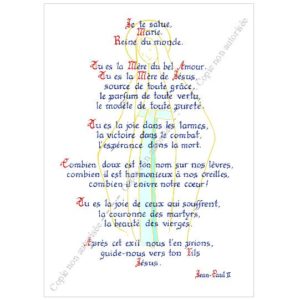 Je te salue,
Marie,
Reine du monde.
Tu es la Mère du bel Amour.
Tu es la Mère de Jésus,
source de toute grâce,
le parfum de toute vertu,
le modèle de toute pureté.
Tu es la joie dans les larmes,
la victoire dans le combat,
l'espérance dans la mort.
Combien doux est ton nom sur nos lèvres,
combien il est harmonieux à nos oreilles,
combien il enivre notre coeur!
Tu es la joie de ceux qui souffrent,
la couronne des martyrs,
la beauté des vierges.
Après cet exil nous t'en prions,
guide-nous vers ton Fils
Jésus.
Jean-Paul II
Copie non autorisée
Copie non autorisée